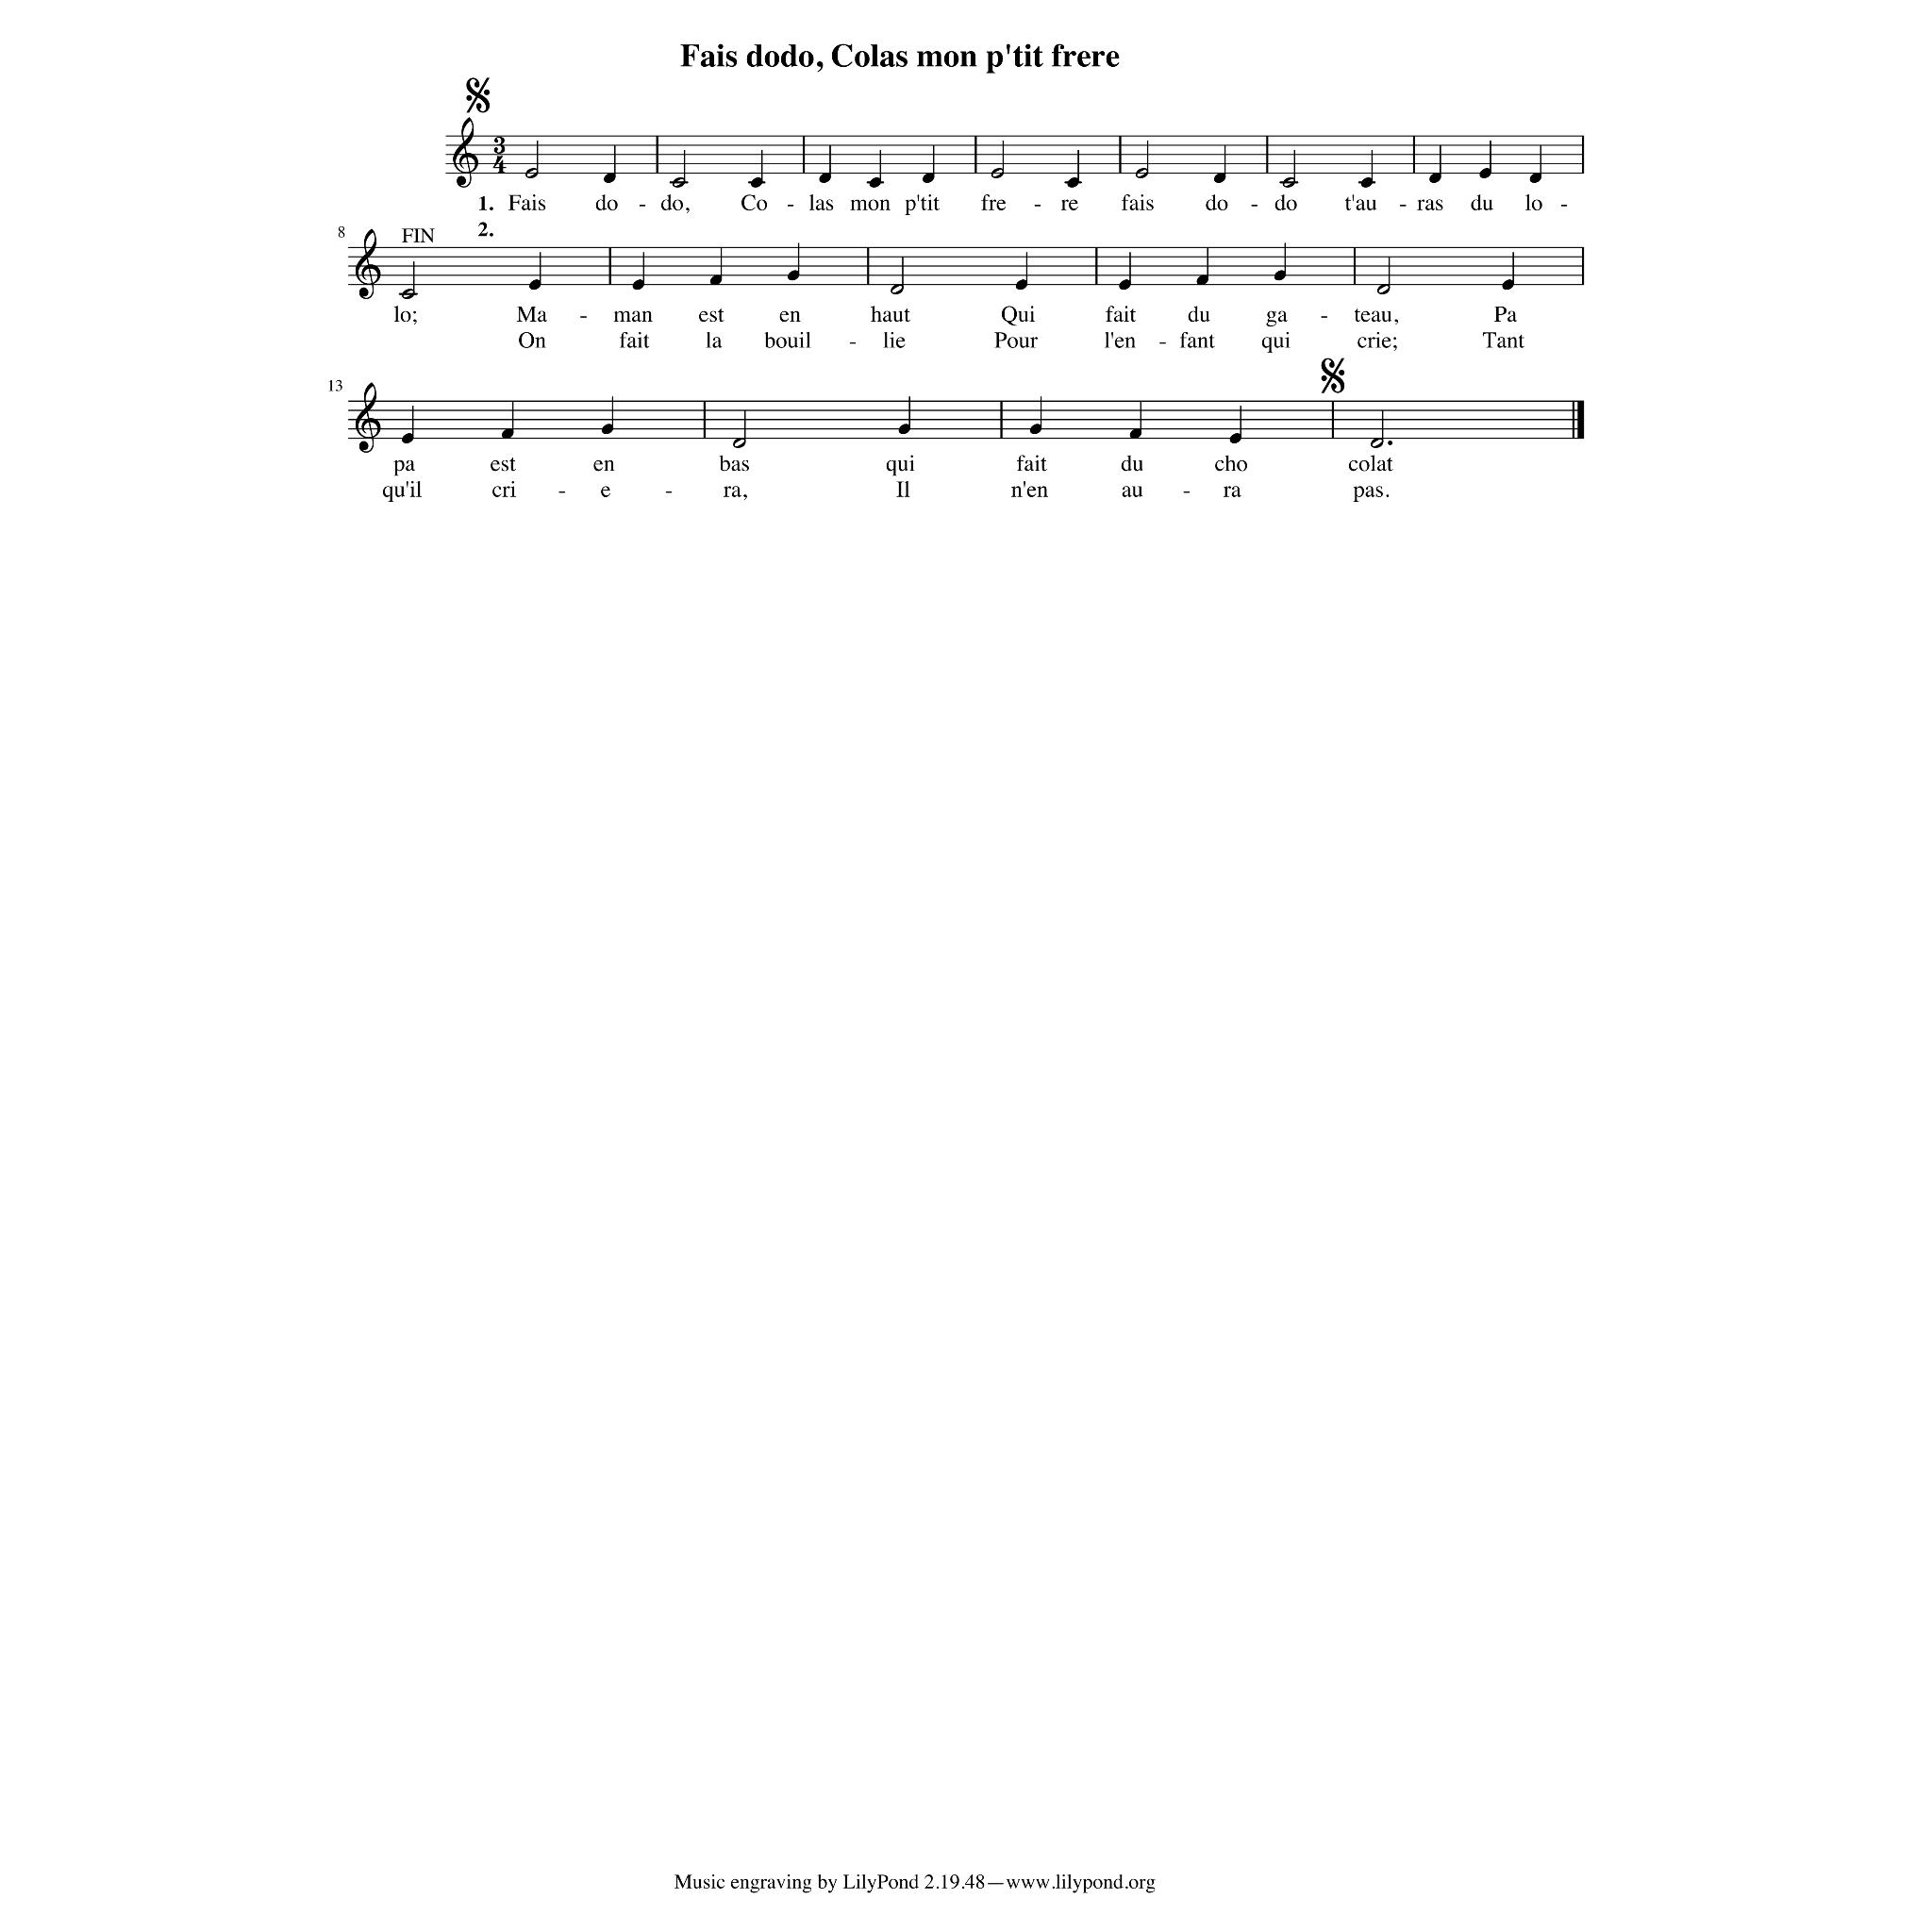 Fais dodo, Colas mon p'tit frere
3
4
1. Fais do - do, Co - las mon p'tit fre - re fais do - do t'au - ras du lo -
2.
8 FIN
lo; Ma - man est en haut Qui fait du ga - teau, Pa
On fait la bouil - lie Pour l'en - fant qui crie; Tant
13
pa est en bas qui fait du cho colat
qu'il cri - e - ra, Il n'en au - ra pas.
Music engraving by LilyPond 2.19.48—www.lilypond.org